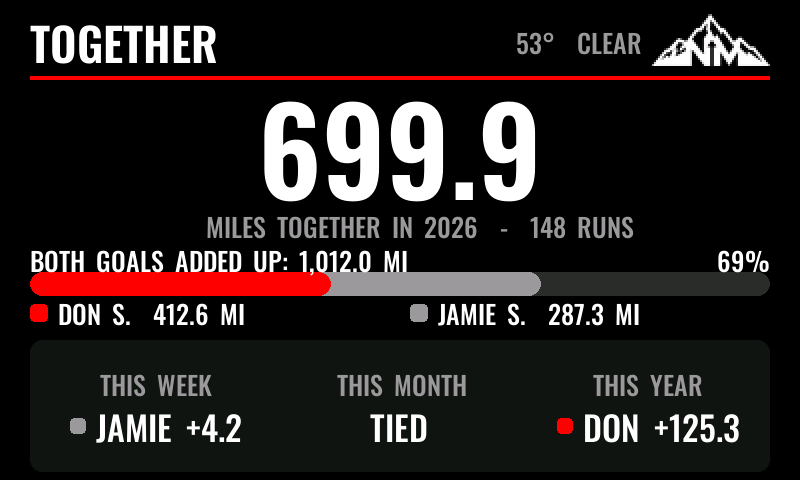 TOGETHER
53° CLEAR
NM
699.9
MILES TOGETHER IN 2026 - 148 RUNS
BOTH GOALS ADDED UP: 1,012.0 MI 69%
DON S. 412.6 MI JAMIE S. 287.3 MI
THIS WEEK THIS MONTH THIS YEAR
JAMIE +4.2 TIED DON +125.3